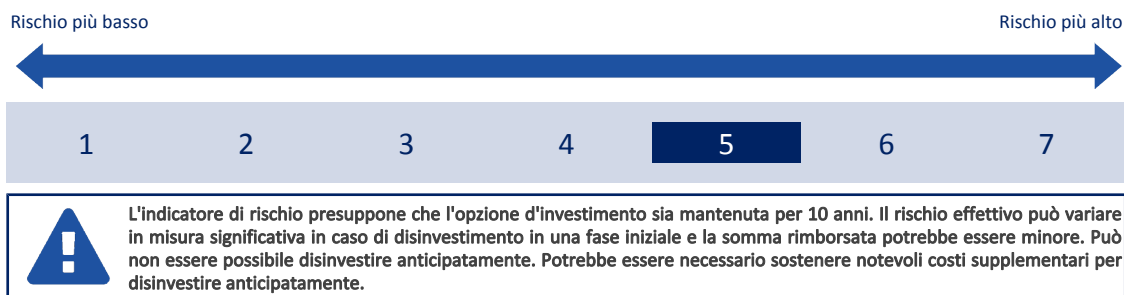 Rischio più basso Rischio più alto
1 2 3 4 5 6 7
L'indicatore di rischio presuppone che l'opzione d'investimento sia mantenuta per 10 anni. Il rischio effettivo può variare
in misura significativa in caso di disinvestimento in una fase iniziale e la somma rimborsata potrebbe essere minore. Può
non essere possibile disinvestire anticipatamente. Potrebbe essere necessario sostenere notevoli costi supplementari per
disinvestire anticipatamente.